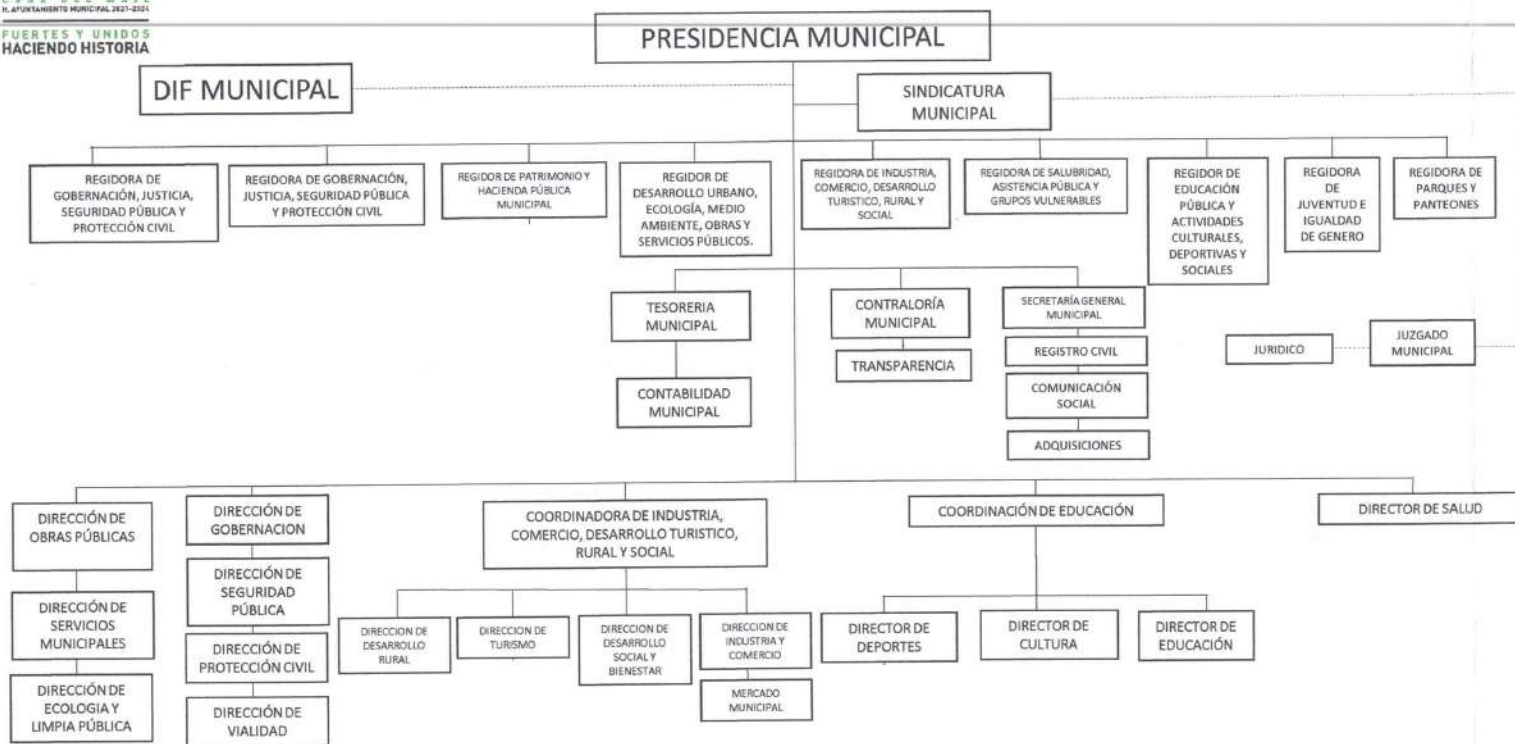 H. AYUNTAMIENTO MUNICIPAL 2021-2024
FUERTES Y UNIDOS
HACIENDO HISTORIA
PRESIDENCIA MUNICIPAL
DIF MUNICIPAL
SINDICATURA
MUNICIPAL
REGIDORA DE
GOBERNACIÓN, JUSTICIA,
SEGURIDAD PÚBLICA Y
PROTECCIÓN CIVIL
REGIDORA DE GOBERNACIÓN,
JUSTICIA, SEGURIDAD PÚBLICA
Y PROTECCIÓN CIVIL
REGIDOR DE PATRIMONIO Y
HACIENDA PÚBLICA
MUNICIPAL
REGIDOR DE
DESARROLLO URBANO,
ECOLOGÍA, MEDIO
AMBIENTE, OBRAS Y
SERVICIOS PÚBLICOS.
REGIDORA DE INDUSTRIA,
COMERCIO, DESARROLLO
TURISTICO, RURAL Y
SOCIAL
REGIDORA DE SALUBRIDAD,
ASISTENCIA PÚBLICA Y
GRUPOS VULNERABLES
REGIDOR DE
EDUCACIÓN
PÚBLICA Y
ACTIVIDADES
CULTURALES,
DEPORTIVAS Y
SOCIALES
REGIDORA
DE
JUVENTUD E
IGUALDAD
DE GENERO
REGIDORA DE
PARQUES Y
PANTEONES
TESORERIA
MUNICIPAL
CONTABILIDAD
MUNICIPAL
CONTRALORÍA
MUNICIPAL
TRANSPARENCIA
SECRETARÍA GENERAL
MUNICIPAL
REGISTRO CIVIL
COMUNICACIÓN
SOCIAL
ADQUISICIONES
JURIDICO
JUZGADO
MUNICIPAL
DIRECCIÓN DE
OBRAS PÚBLICAS
DIRECCIÓN DE
SERVICIOS
MUNICIPALES
DIRECCIÓN DE
ECOLOGIA Y
LIMPIA PÚBLICA
DIRECCIÓN DE
GOBERNACION
DIRECCIÓN DE
SEGURIDAD
PÚBLICA
DIRECCIÓN DE
PROTECCIÓN CIVIL
DIRECCIÓN DE
VIALIDAD
COORDINADORA DE INDUSTRIA,
COMERCIO, DESARROLLO TURISTICO,
RURAL Y SOCIAL
DIRECCION DE
DESARROLLO
RURAL
DIRECCION DE
TURISMO
DIRECCION DE
DESARROLLO
SOCIAL Y
BIENESTAR
DIRECCION DE
INDUSTRIA Y
COMERCIO
MERCADO
MUNICIPAL
COORDINACIÓN DE EDUCACIÓN
DIRECTOR DE
DEPORTES
DIRECTOR DE
CULTURA
DIRECTOR DE
EDUCACIÓN
DIRECTOR DE SALUD